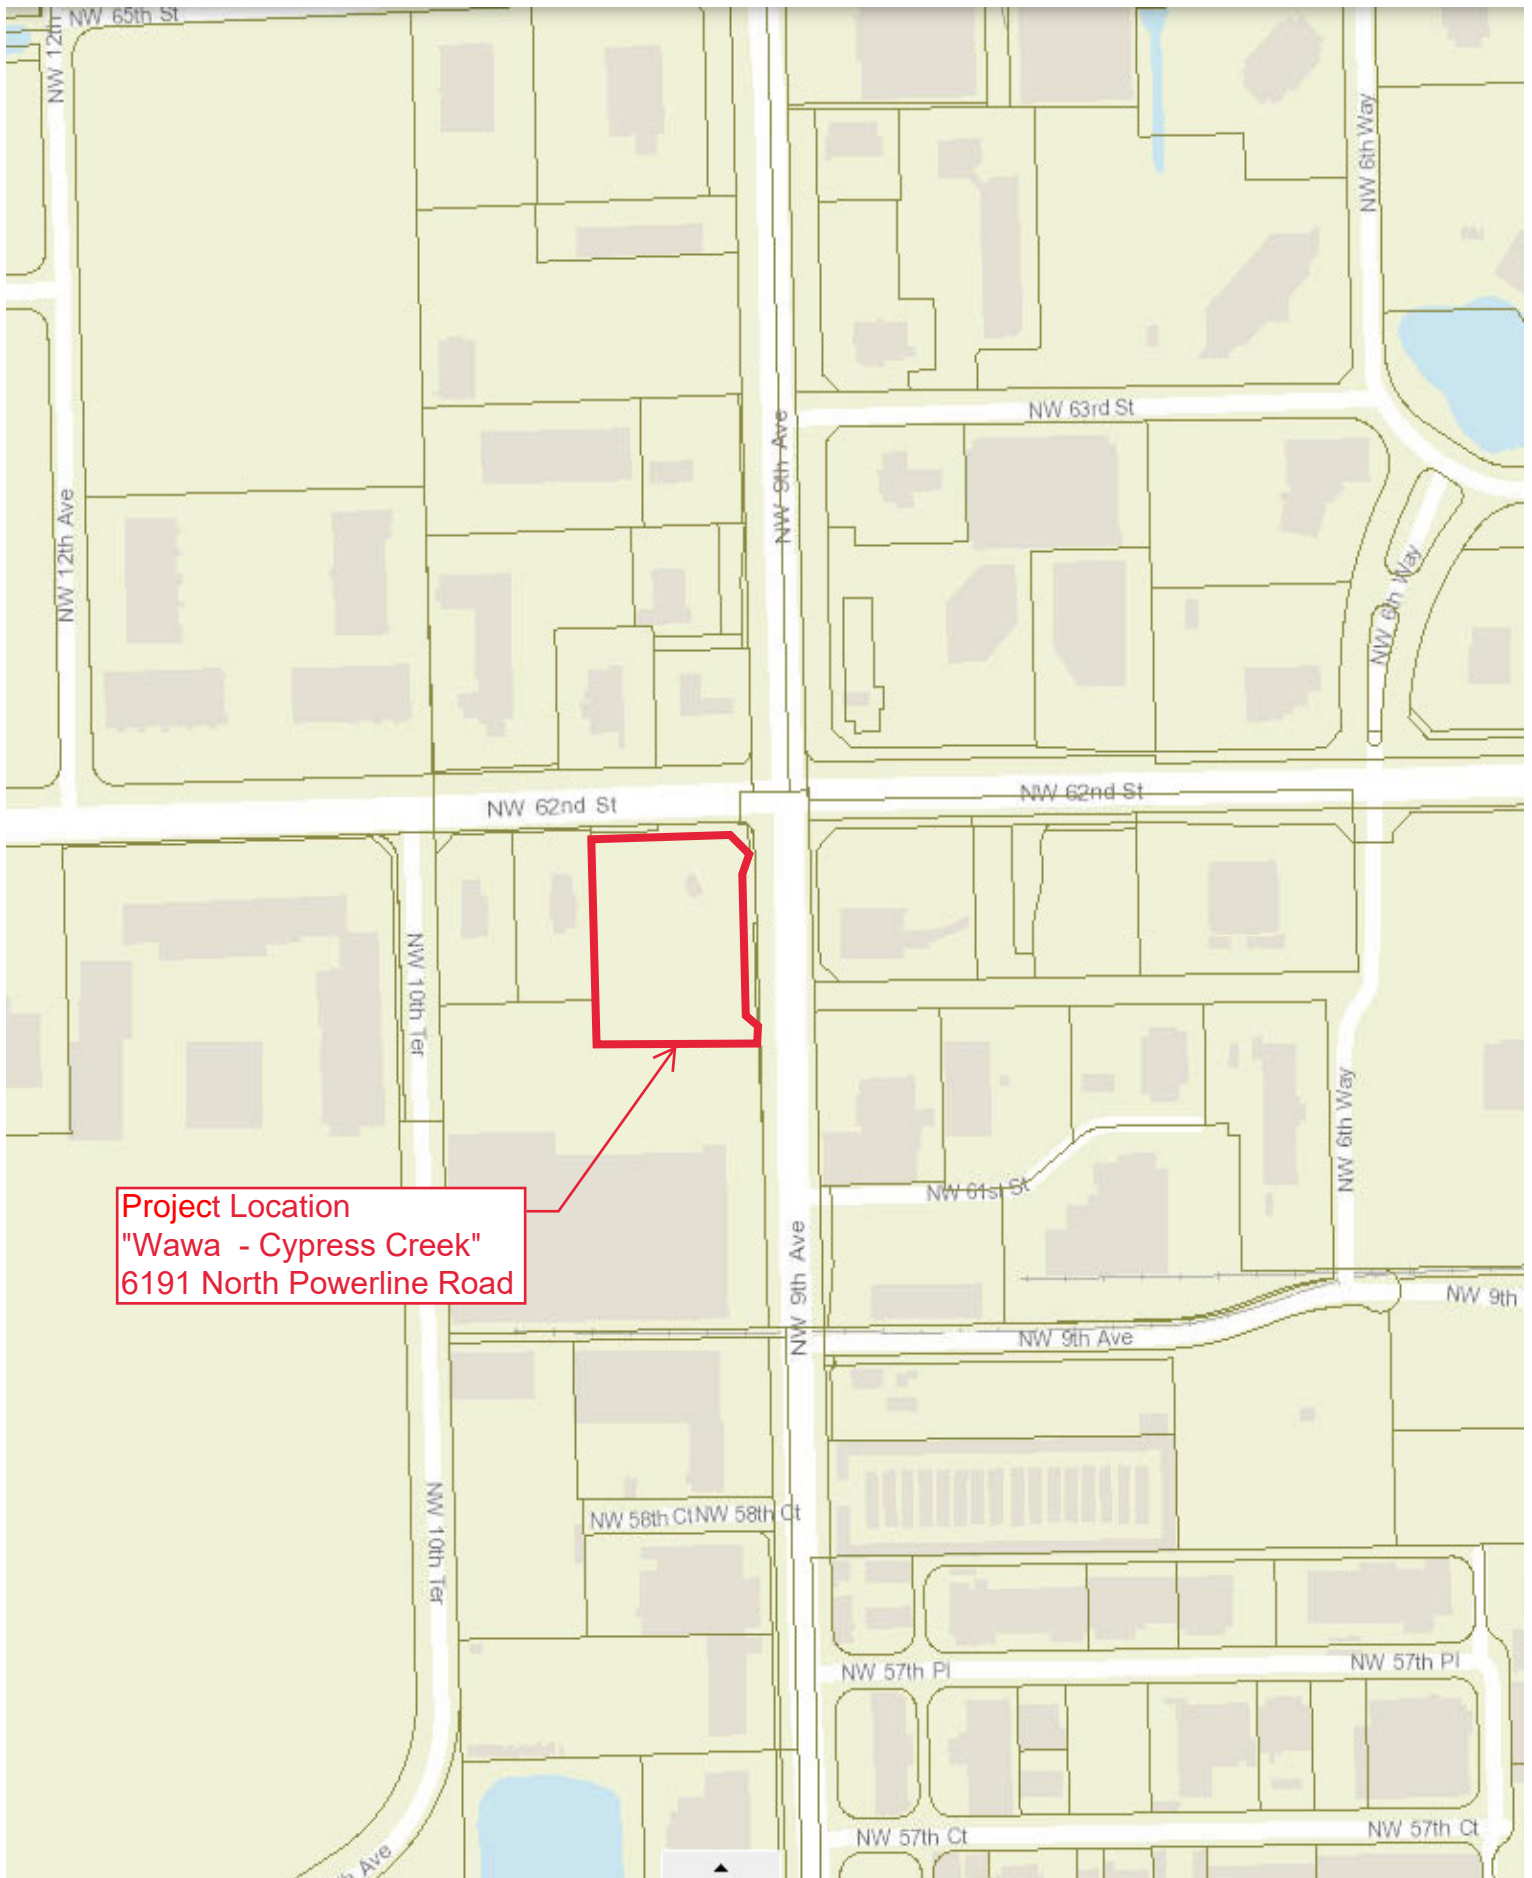 NW 65th St
NW 12th
NW 6th Way
NW 63rd St
NW 9th Ave
NW 12th Ave
NW 6th Way
NW 62nd St
NW 62nd St
NW 10th Ter
NW 6th Way
NW 61st St
Project Location
"Wawa - Cypress Creek"
6191 North Powerline Road
NW 9th Ave
NW 9th
NW 9th Ave
NW 10th Ter
NW 58th Ct
NW 58th Ct
NW 57th Pl
NW 57th Pl
NW 57th Ct
NW 57th Ct
Ave